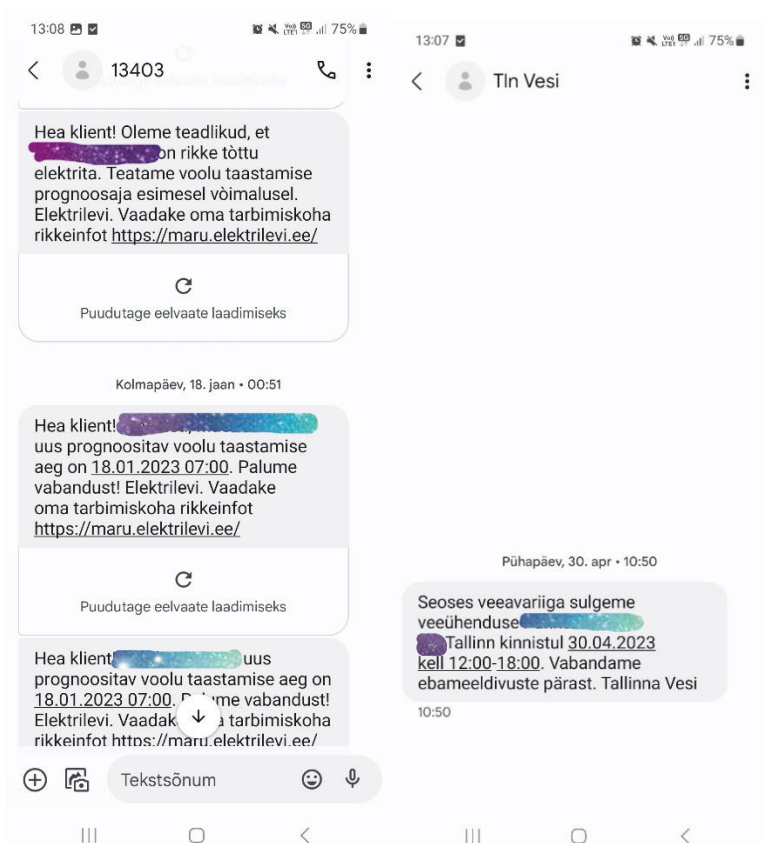 13:08
75%
13403
Hea klient! Oleme teadlikud, et
on rikke tòttu
elektrita. Teatame voolu taastamise
prognoosaja esimesel vòimalusel.
Elektrilevi. Vaadake oma tarbimiskoha
rikkeinfot https://maru.elektrilevi.ee/
Puudutage eelvaate laadimiseks
Kolmapäev, 18. jaan • 00:51
Hea klient!
uus prognoositav voolu taastamise
aeg on 18.01.2023 07:00. Palume
vabandust! Elektrilevi. Vaadake
oma tarbimiskoha rikkeinfot
https://maru.elektrilevi.ee/
Puudutage eelvaate laadimiseks
Hea klient uus
prognoositav voolu taastamise aeg on
18.01.2023 07:00. vabandust!
Elektrilevi. tarbimiskoha
rikkeinfot https://maru.elektrilevi.ee/
Tekstsõnum
13:07
75%
Tln Vesi
Pühapäev, 30. apr • 10:50
Seoses veeavariiga sulgeme
veeühenduse
Tallinn kinnistul 30.04.2023
kell 12:00-18:00. Vabandame
ebameeldivuste pärast. Tallinna Vesi
10:50